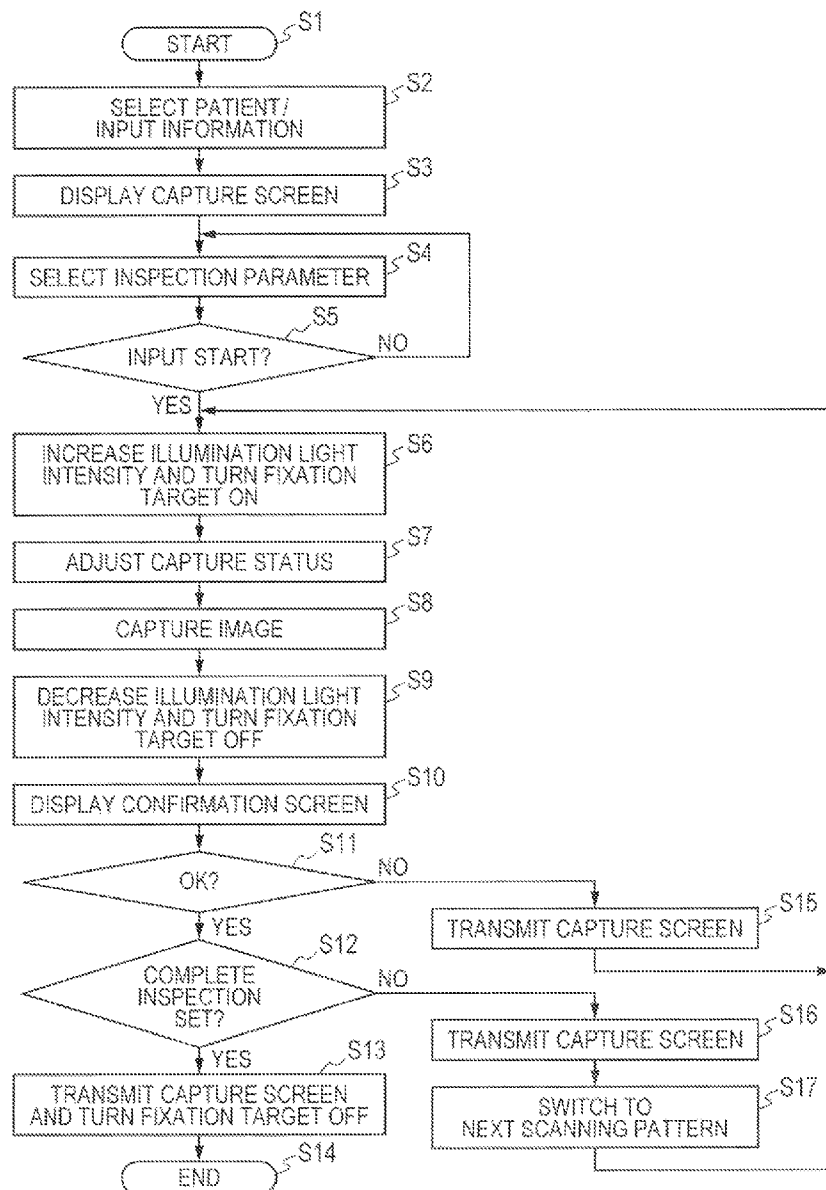 S1
START
S2
SELECT PATIENT/
INPUT INFORMATION
S3
DISPLAY CAPTURE SCREEN
S4
SELECT INSPECTION PARAMETER
S5
INPUT START?
NO
YES
S6
INCREASE ILLUMINATION LIGHT
INTENSITY AND TURN FIXATION
TARGET ON
S7
ADJUST CAPTURE STATUS
S8
CAPTURE IMAGE
S9
DECREASE ILLUMINATION LIGHT
INTENSITY AND TURN FIXATION
TARGET OFF
S10
DISPLAY CONFIRMATION SCREEN
S11
OK?
NO
YES
S15
TRANSMIT CAPTURE SCREEN
S12
COMPLETE
INSPECTION
SET?
NO
YES
S16
TRANSMIT CAPTURE SCREEN
S13
TRANSMIT CAPTURE SCREEN
AND TURN FIXATION TARGET OFF
S17
SWITCH TO
NEXT SCANNING PATTERN
S14
END